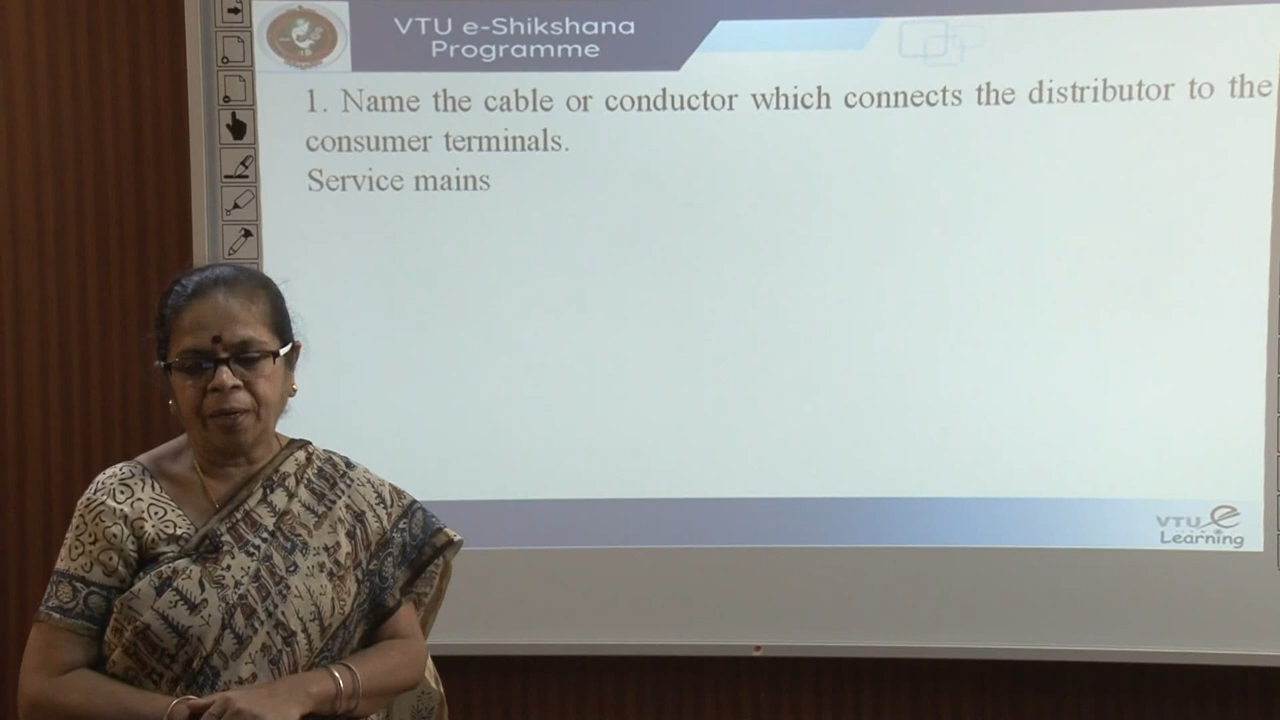 VTU e-Shikshana
Programme
1. Name the cable or conductor which connects the distributor to the
consumer terminals.
Service mains
VTU e
Learning